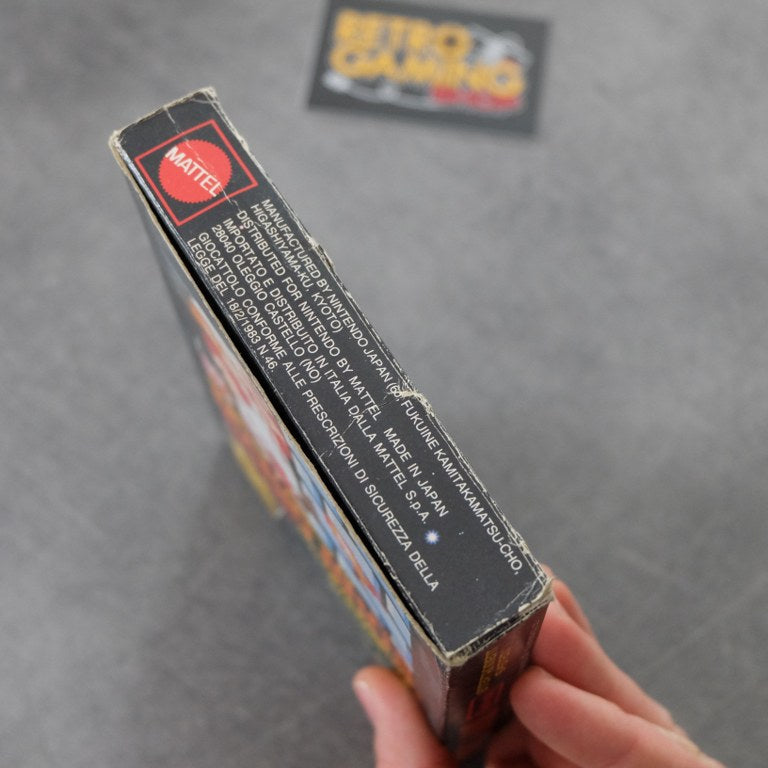 RETRO
GAMING
MATTEL
MANUFACTURED BY NINTENDO JAPAN (60 FUKUINE KAMITAKAMATSU-CHO,
HIGASHIYAMA-KU, KYOTO)
DISTRIBUTED FOR NINTENDO BY MATTEL MADE IN JAPAN
IMPORTATO E DISTRIBUITO IN ITALIA DALLA MATTEL S.p.A.
28040 OLEGGIO CASTELLO (NO)
GIOCATTOLO CONFORME ALLE PRESCRIZIONI DI SICUREZZA DELLA
LEGGE DEL 18/2/1983 N 46.